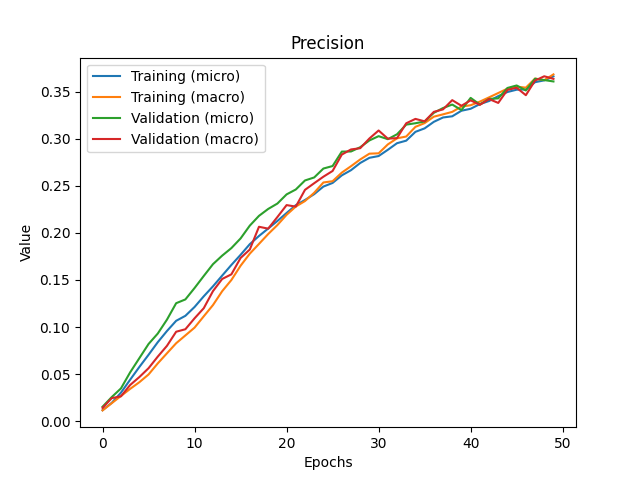 Precision
Training (micro)
Training (macro)
Validation (micro)
Validation (macro)
0.35
0.30
0.25
0.20
0.15
0.10
0.05
0.00
Value
0 10 20 30 40 50
Epochs